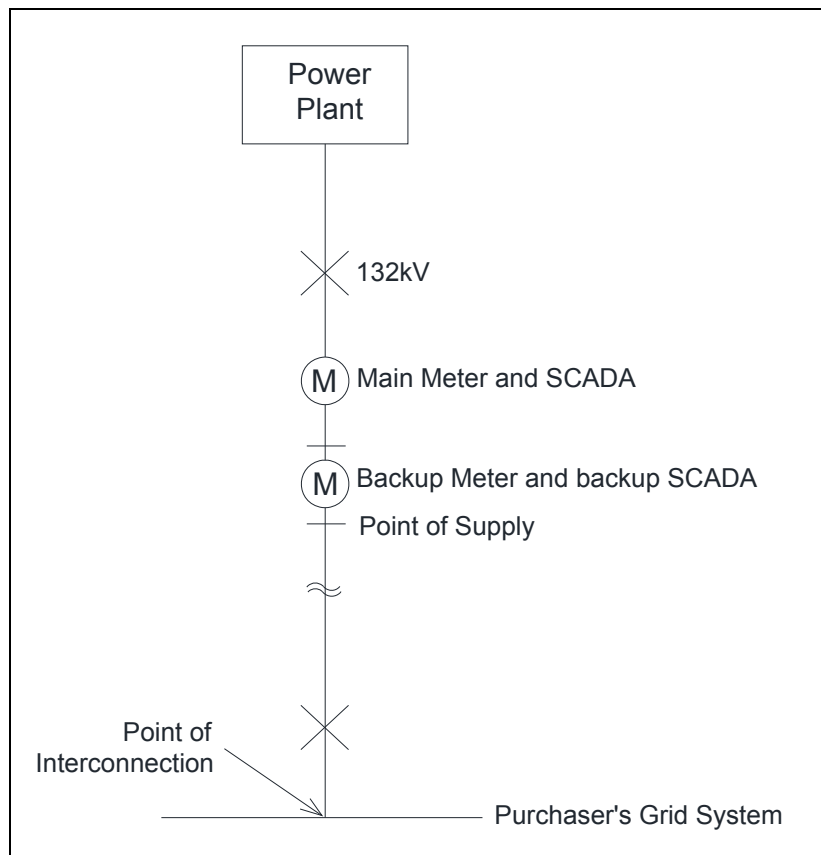 Power
Plant
132kV
M
Main Meter and SCADA
M
Backup Meter and backup SCADA
Point of Supply
Point of
Interconnection
Purchaser's Grid System